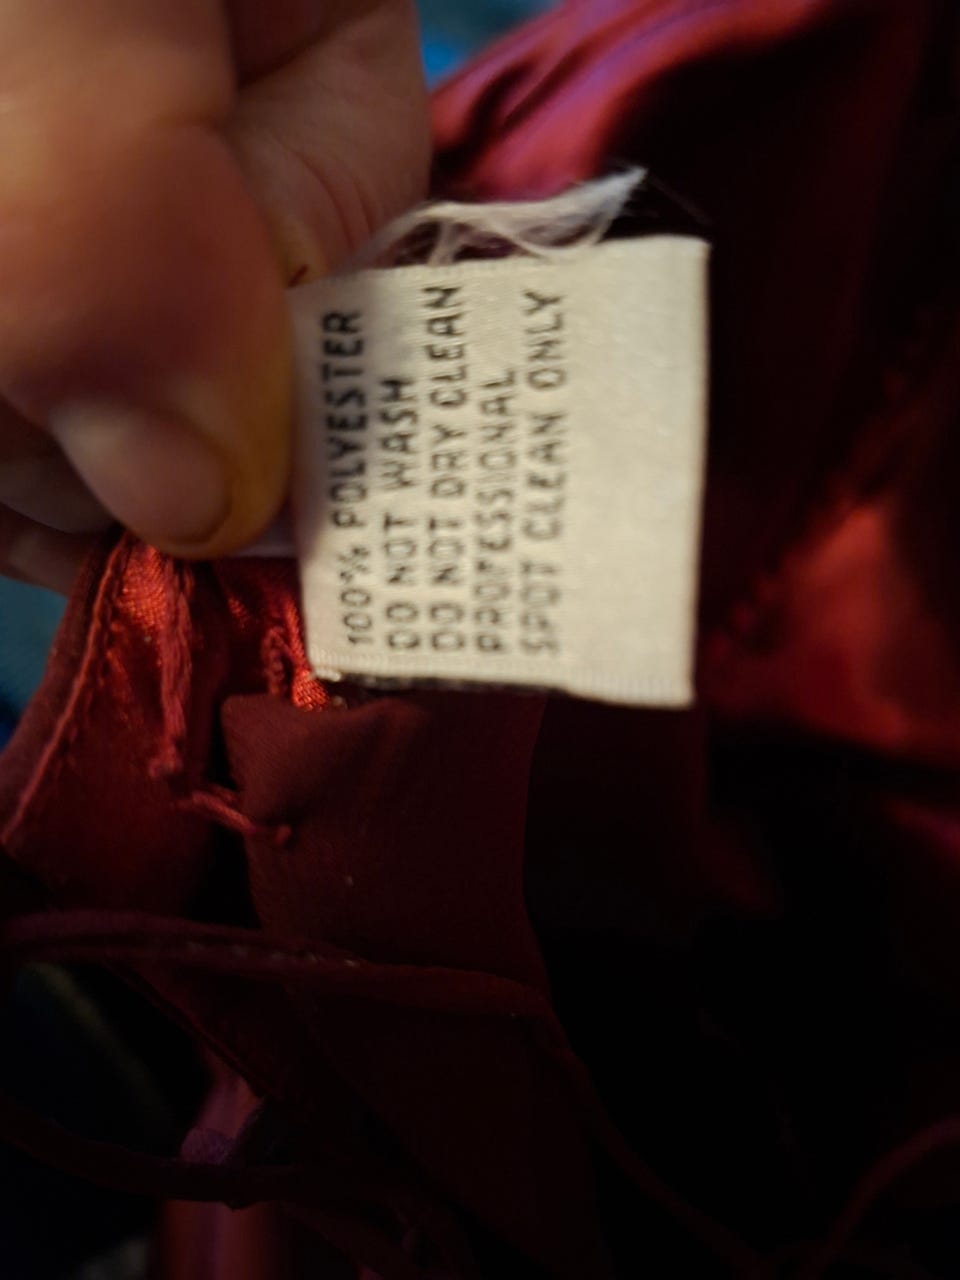 100% POLYESTER
DO NOT WASH
DO NOT DRY CLEAN
PROFESSIONAL
SPOT CLEAN ONLY